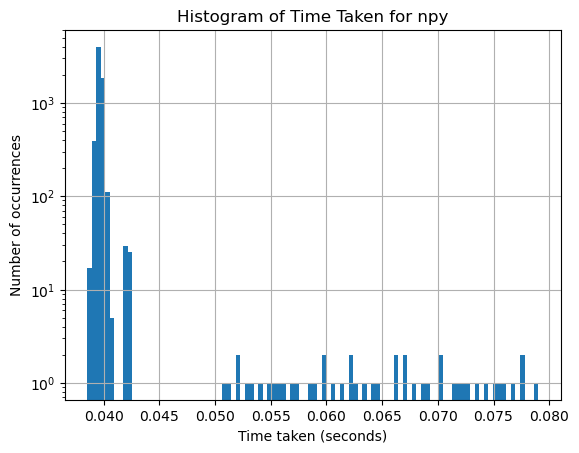 Histogram of Time Taken for npy
Number of occurrences
10³
10²
10¹
10⁰
0.040 0.045 0.050 0.055 0.060 0.065 0.070 0.075 0.080
Time taken (seconds)